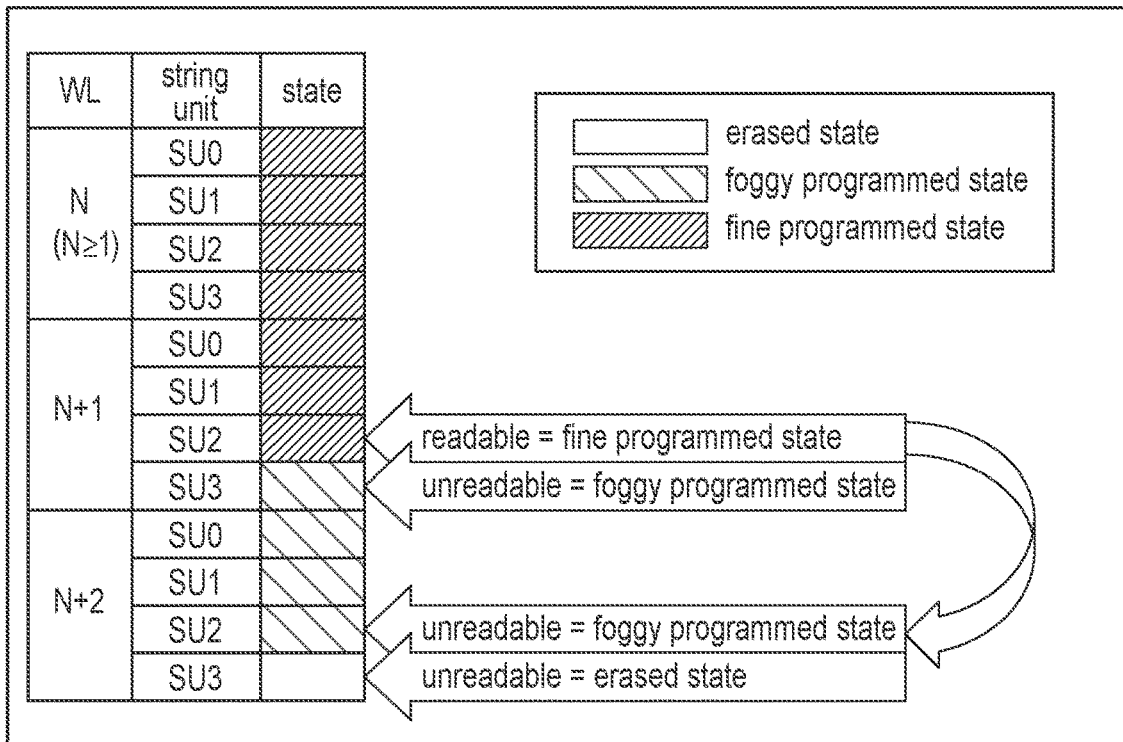 WL string unit state
N (N≥1) SU0
SU1
SU2
SU3
N+1 SU0
SU1
SU2
SU3
N+2 SU0
SU1
SU2
SU3
erased state
foggy programmed state
fine programmed state
readable = fine programmed state
unreadable = foggy programmed state
unreadable = foggy programmed state
unreadable = erased state